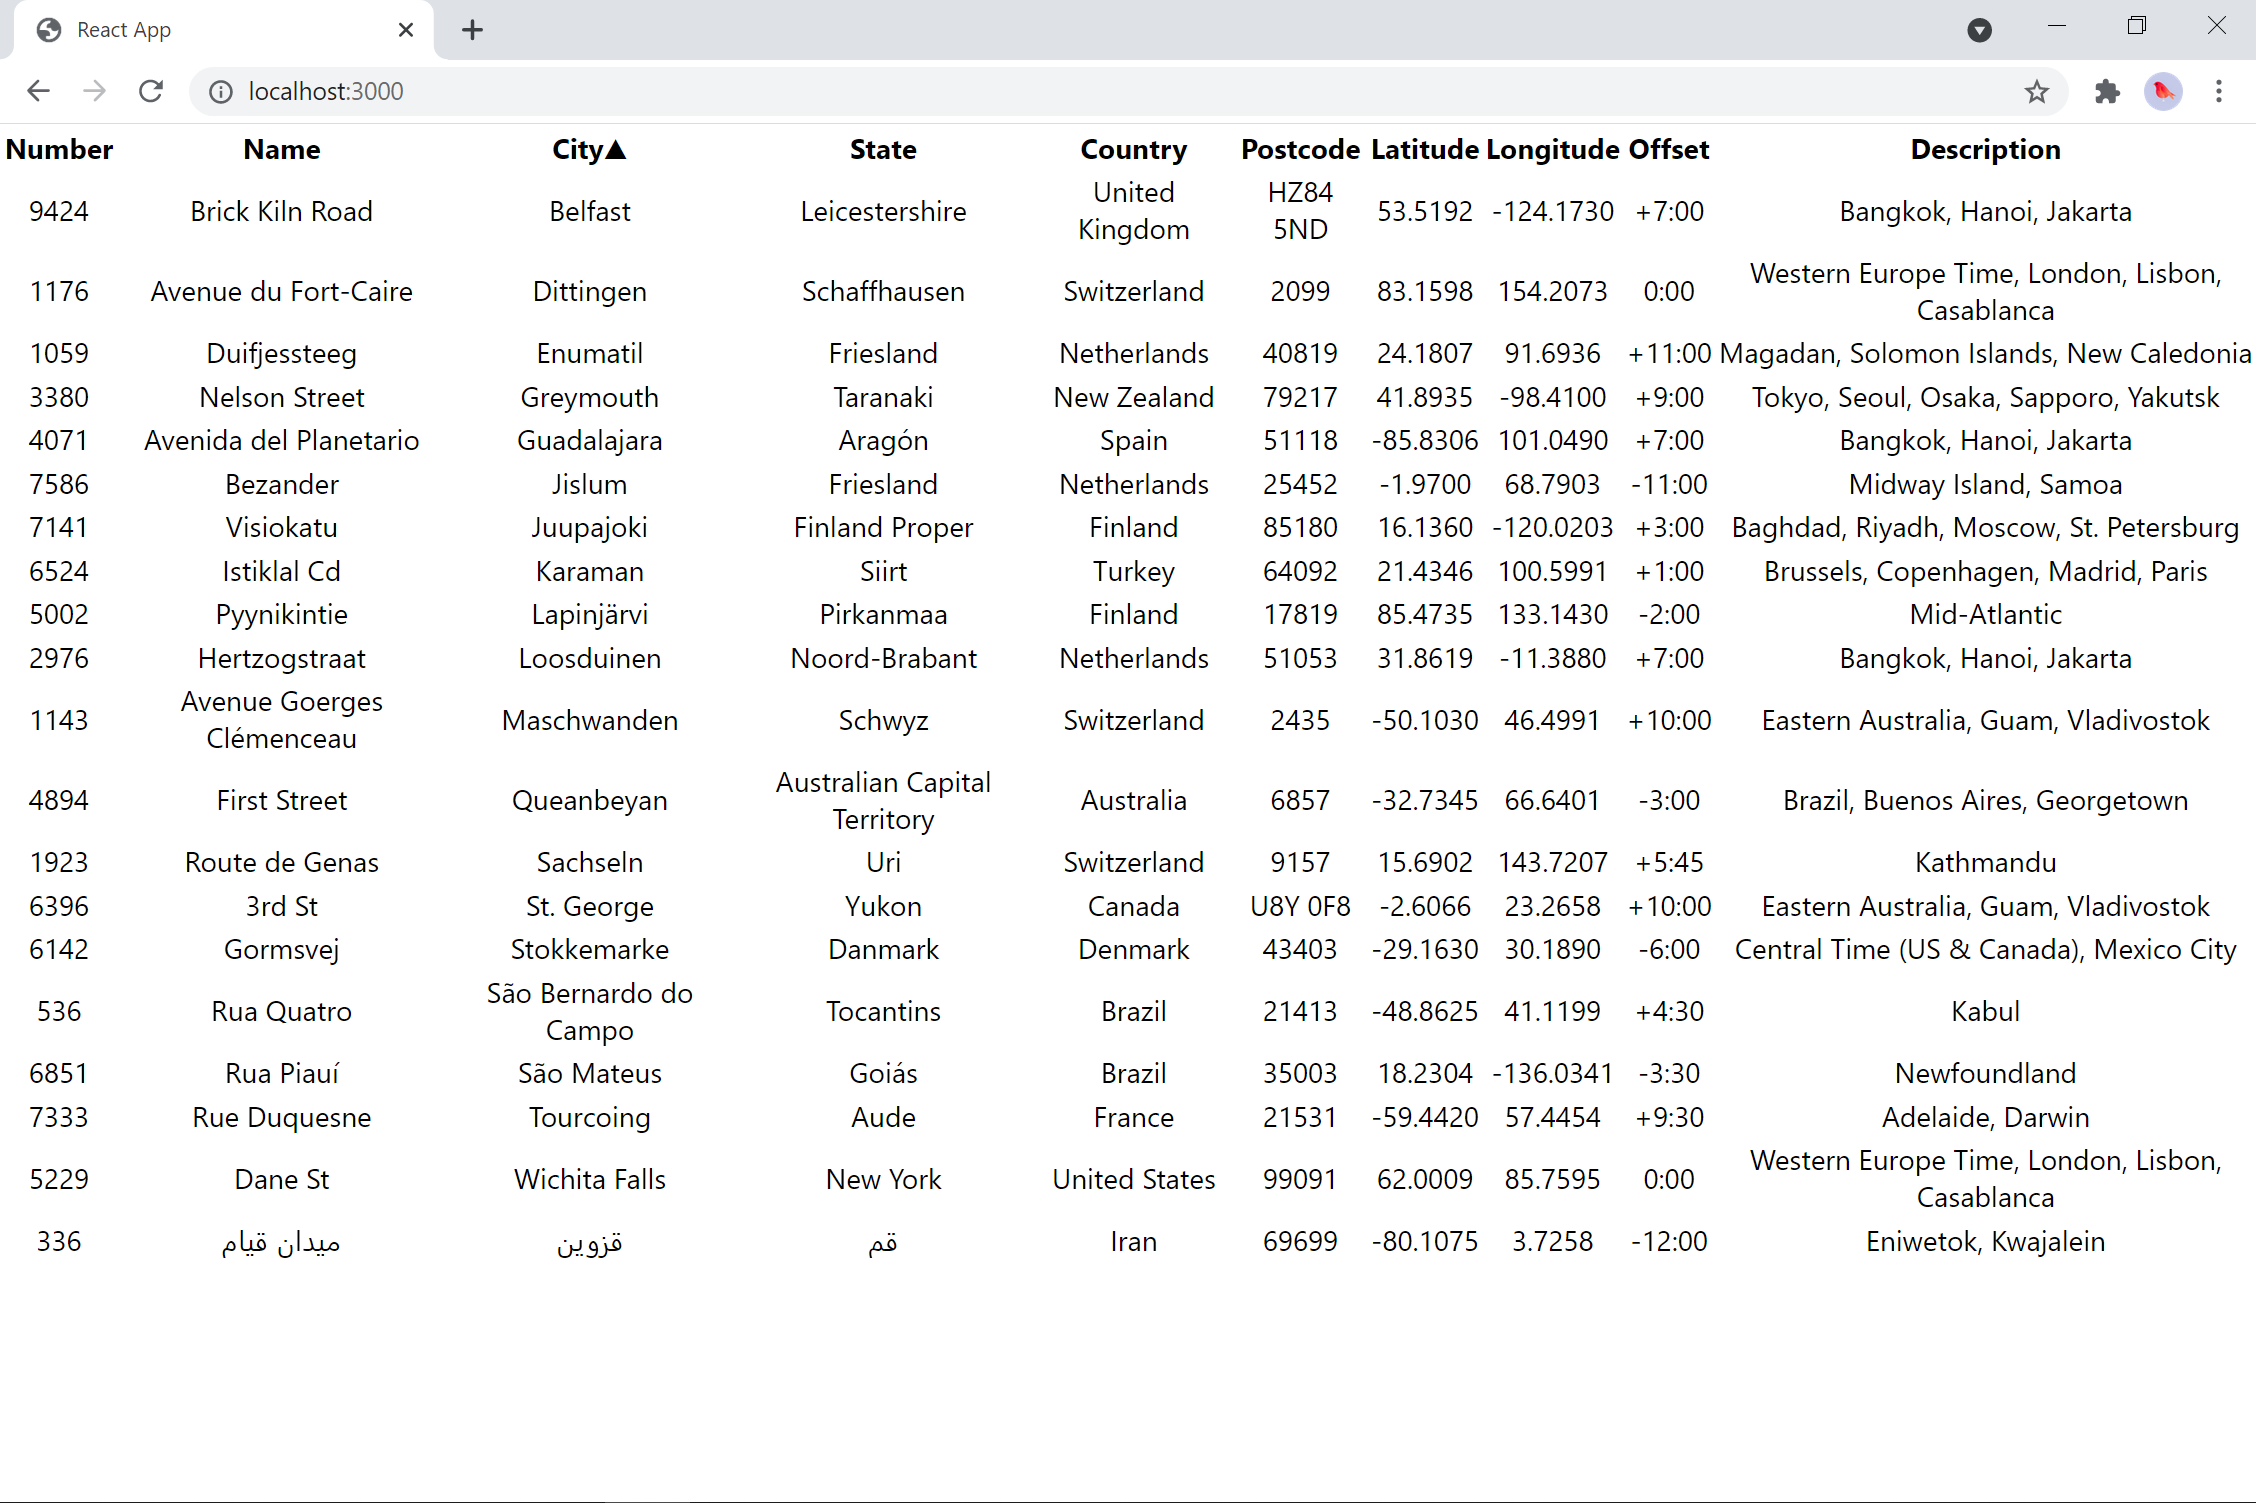 React App
localhost:3000
Number Name City▲ State Country Postcode Latitude Longitude Offset Description
9424 Brick Kiln Road Belfast Leicestershire United Kingdom HZ84 5ND 53.5192 -124.1730 +7:00 Bangkok, Hanoi, Jakarta
1176 Avenue du Fort-Caire Dittingen Schaffhausen Switzerland 2099 83.1598 154.2073 0:00 Western Europe Time, London, Lisbon, Casablanca
1059 Duifjessteeg Enumatil Friesland Netherlands 40819 24.1807 91.6936 +11:00 Magadan, Solomon Islands, New Caledonia
3380 Nelson Street Greymouth Taranaki New Zealand 79217 41.8935 -98.4100 +9:00 Tokyo, Seoul, Osaka, Sapporo, Yakutsk
4071 Avenida del Planetario Guadalajara Aragón Spain 51118 -85.8306 101.0490 +7:00 Bangkok, Hanoi, Jakarta
7586 Bezander Jislum Friesland Netherlands 25452 -1.9700 68.7903 -11:00 Midway Island, Samoa
7141 Visiokatu Juupajoki Finland Proper Finland 85180 16.1360 -120.0203 +3:00 Baghdad, Riyadh, Moscow, St. Petersburg
6524 Istiklal Cd Karaman Siirt Turkey 64092 21.4346 100.5991 +1:00 Brussels, Copenhagen, Madrid, Paris
5002 Pyynikintie Lapinjärvi Pirkanmaa Finland 17819 85.4735 133.1430 -2:00 Mid-Atlantic
2976 Hertzogstraat Loosduinen Noord-Brabant Netherlands 51053 31.8619 -11.3880 +7:00 Bangkok, Hanoi, Jakarta
1143 Avenue Goerges Clémenceau Maschwanden Schwyz Switzerland 2435 -50.1030 46.4991 +10:00 Eastern Australia, Guam, Vladivostok
4894 First Street Queanbeyan Australian Capital Territory Australia 6857 -32.7345 66.6401 -3:00 Brazil, Buenos Aires, Georgetown
1923 Route de Genas Sachseln Uri Switzerland 9157 15.6902 143.7207 +5:45 Kathmandu
6396 3rd St St. George Yukon Canada U8Y 0F8 -2.6066 23.2658 +10:00 Eastern Australia, Guam, Vladivostok
6142 Gormsvej Stokkemarke Danmark Denmark 43403 -29.1630 30.1890 -6:00 Central Time (US & Canada), Mexico City
536 Rua Quatro São Bernardo do Campo Tocantins Brazil 21413 -48.8625 41.1199 +4:30 Kabul
6851 Rua Piauí São Mateus Goiás Brazil 35003 18.2304 -136.0341 -3:30 Newfoundland
7333 Rue Duquesne Tourcoing Aude France 21531 -59.4420 57.4454 +9:30 Adelaide, Darwin
5229 Dane St Wichita Falls New York United States 99091 62.0009 85.7595 0:00 Western Europe Time, London, Lisbon, Casablanca
336 میدان قیام قزوین قم Iran 69699 -80.1075 3.7258 -12:00 Eniwetok, Kwajalein